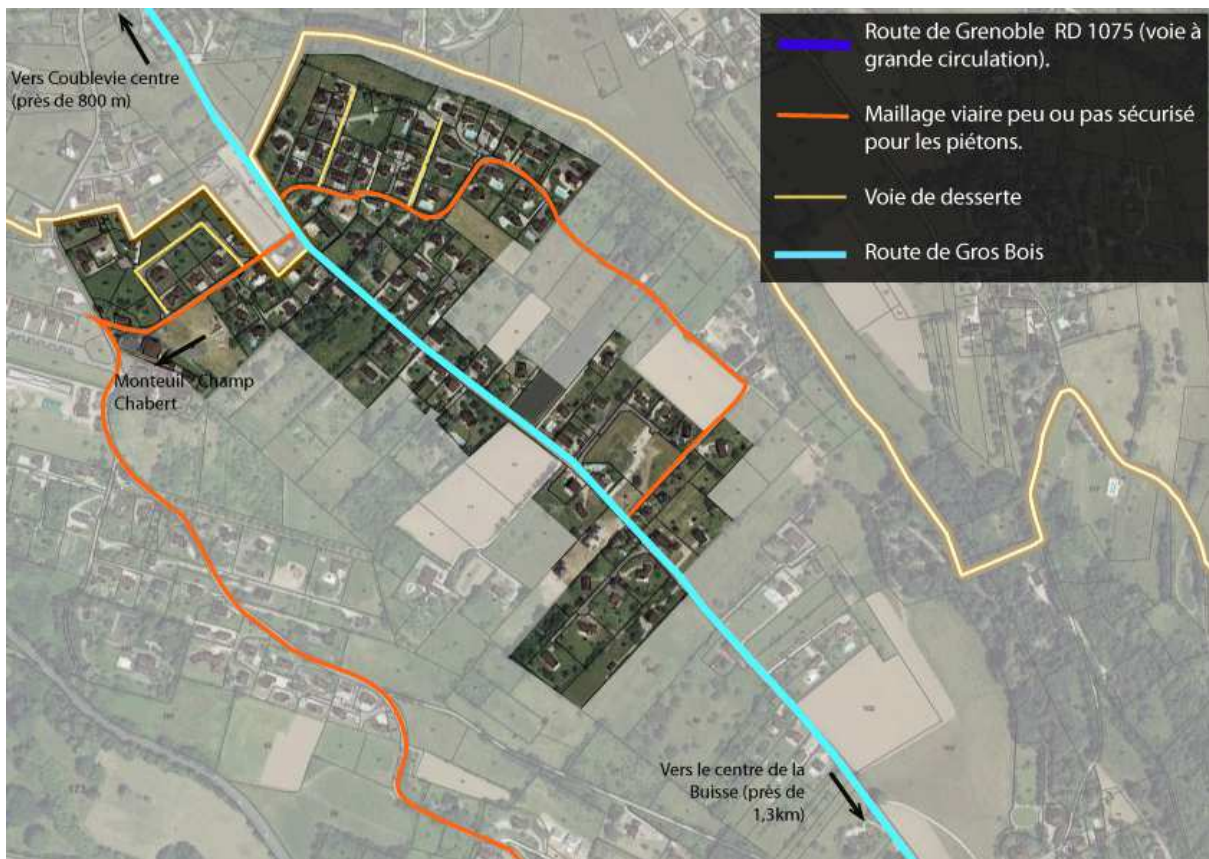 Route de Grenoble RD 1075 (voie à
grande circulation).
Maillage viaire peu ou pas sécurisé
pour les piétons.
Voie de desserte
Route de Gros Bois
Vers Coublevie centre
(près de 800 m)
Monteuil - Champ
Chabert
Vers le centre de la
Buisse (près de
1,3km)